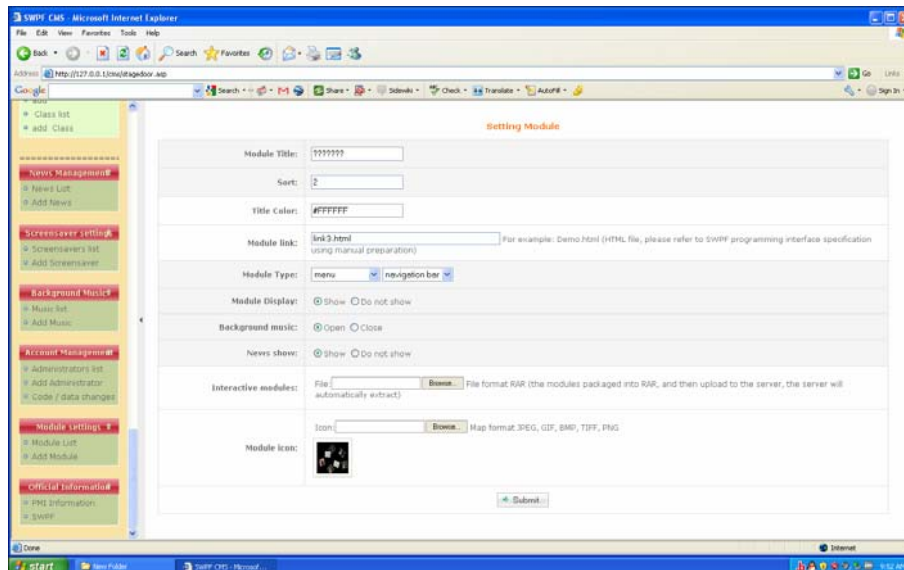 SWPF CMS - Microsoft Internet Explorer
File Edit View Favorites Tools Help
Back Search Favorites
Address http://127.0.0.1/cms/stagedoor.asp Go Links
Google Search Share Sidewiki Check Translate AutoFill Sign In
add
Class list
add Class
News Management
News List
Add News
Screensaver settings
Screensavers list
Add Screensaver
Background Music
Music list
Add Music
Account Management
Administrators list
Add Administrator
Code / data changes
Module settings
Module List
Add Module
Official Information
PMI Information
SWPF
Setting Module
Module Title: ???????
Sort: 2
Title Color: #FFFFFF
Module link: link3.html For example: Demo.html (HTML file, please refer to SWPF programming interface specification
using manual preparation)
Module Type: menu navigation bar
Module Display: Show Do not show
Background music: Open Close
News show: Show Do not show
Interactive modules: File: Browse... File format RAR (the modules packaged into RAR, and then upload to the server, the server will
automatically extract)
Icon: Browse... Map format JPEG, GIF, BMP, TIFF, PNG
Module icon:
Submit
Done Internet
start New Folder SWPF CMS - Microsof... 9:52 AM